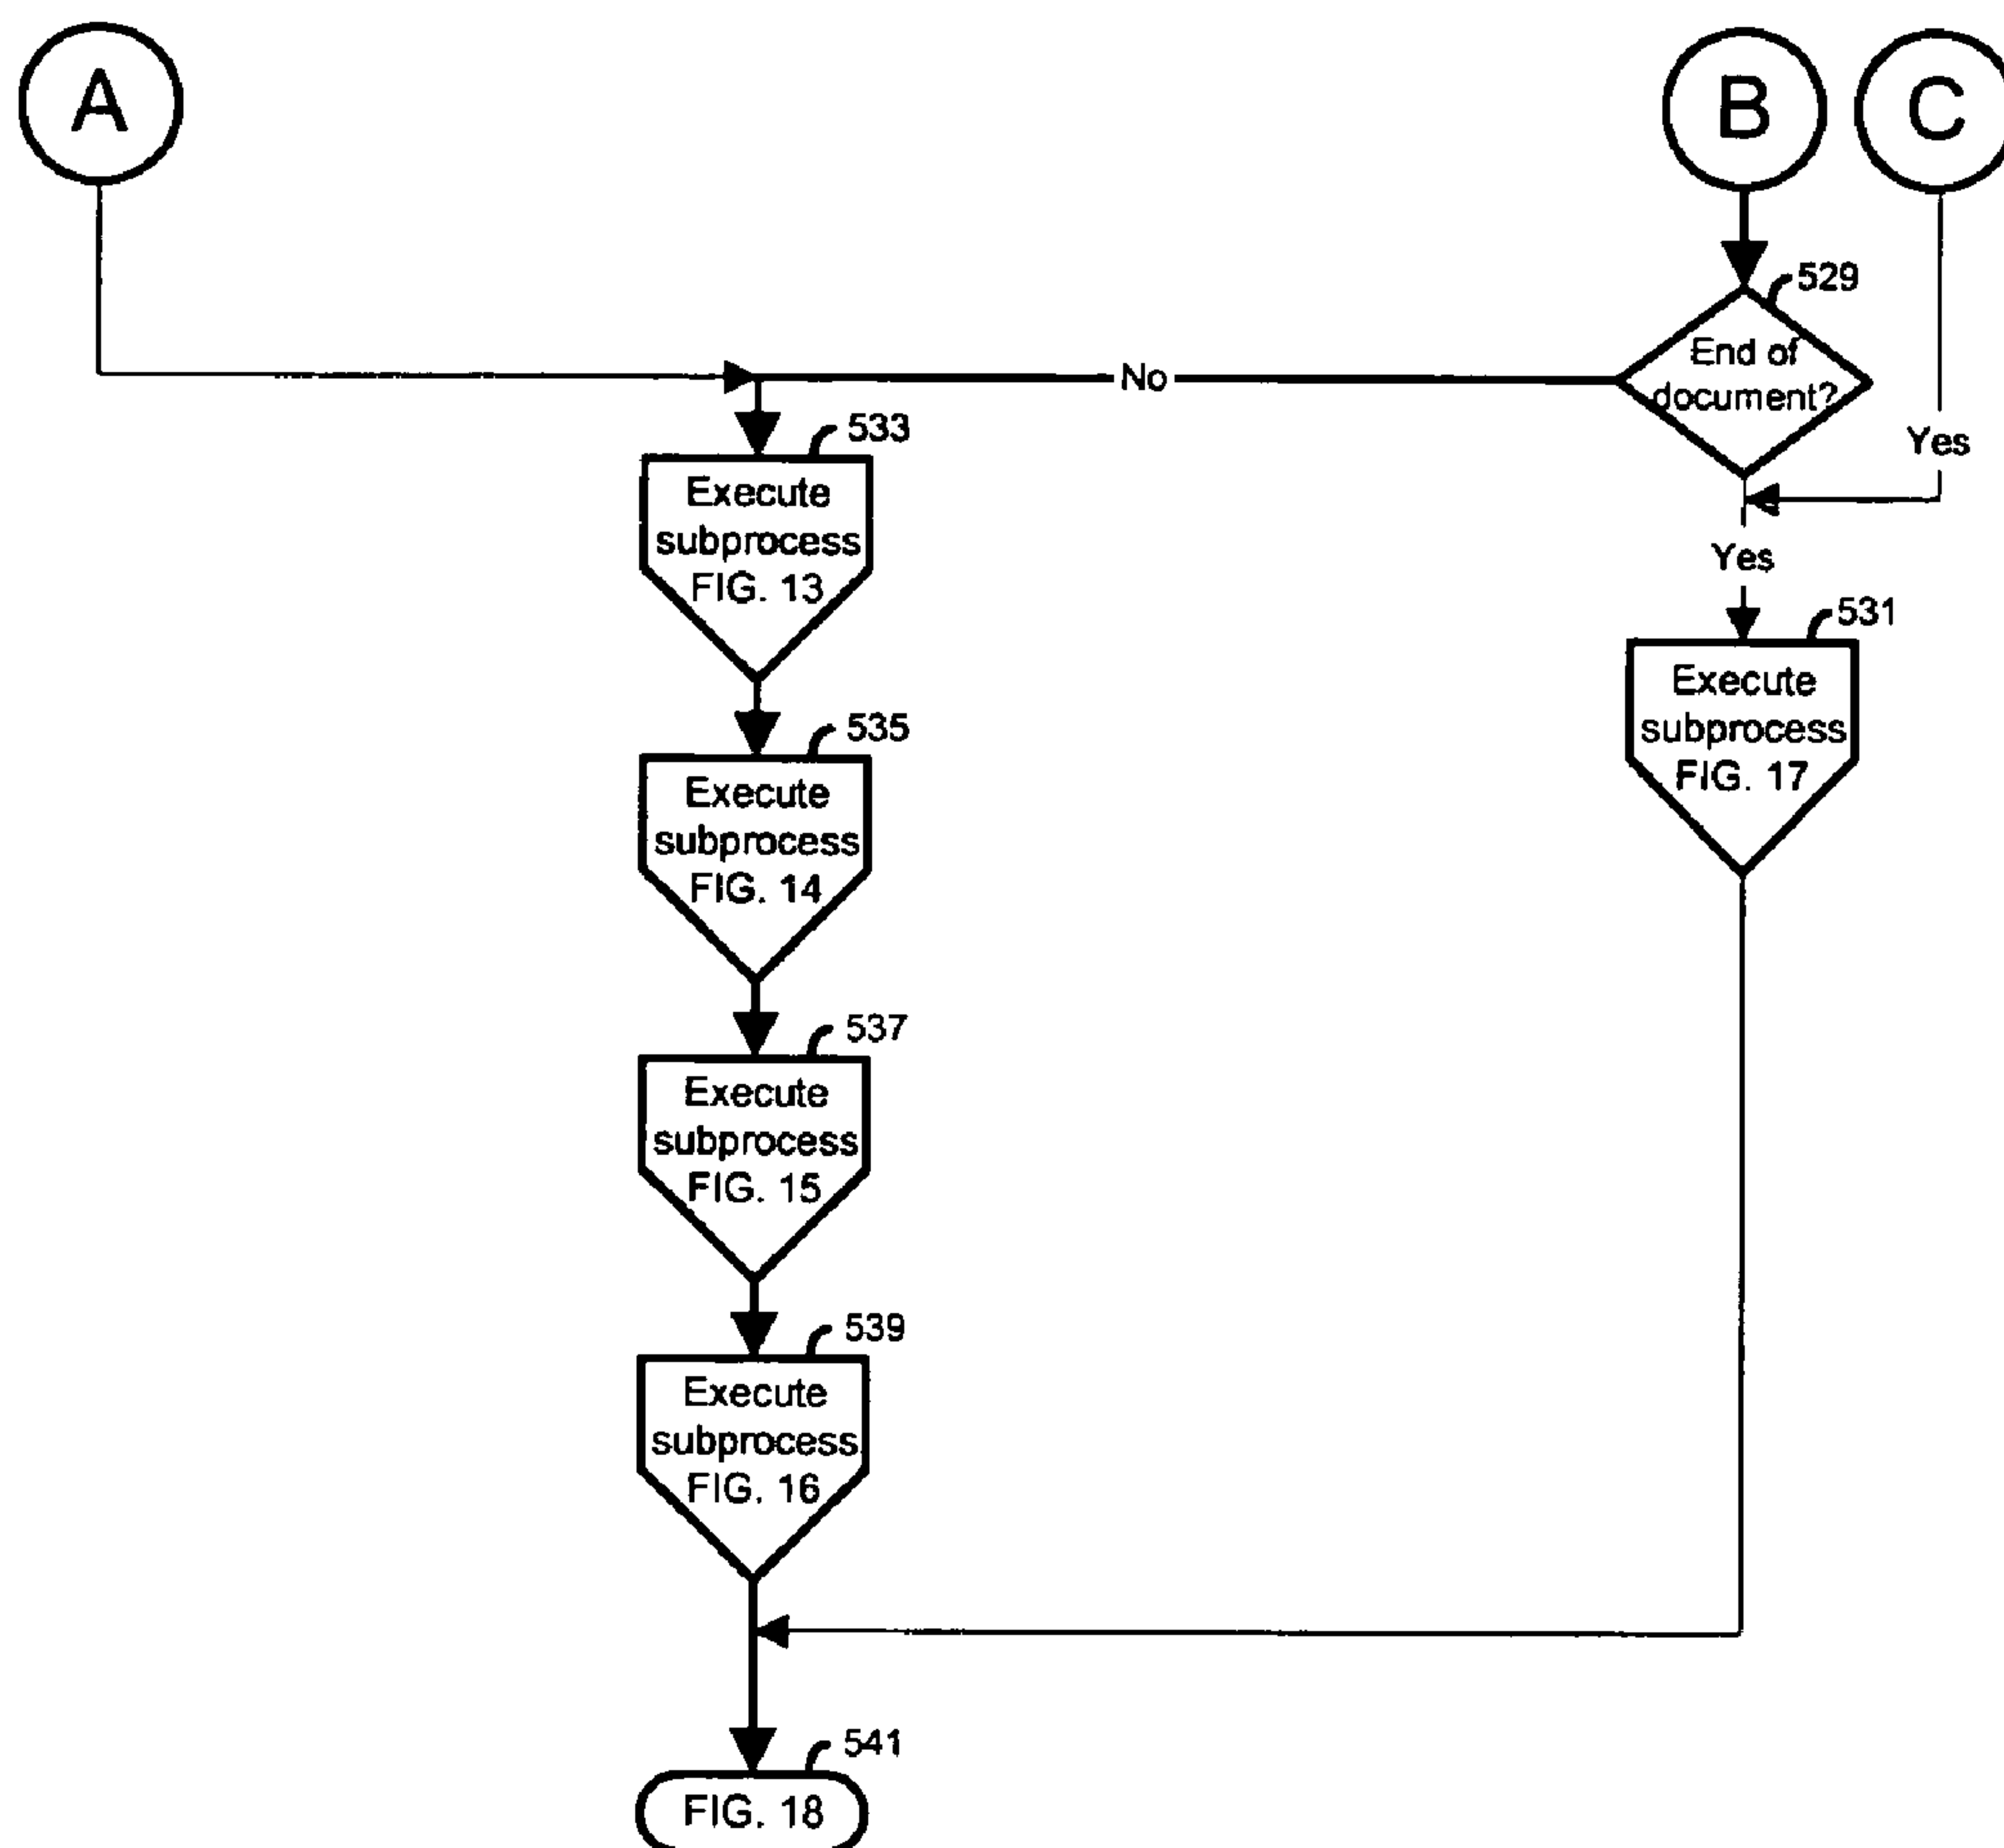 A
B
C
529
End of
document?
No
Yes
533
Execute
subprocess
FIG. 13
Yes
531
Execute
subprocess
FIG. 17
535
Execute
subprocess
FIG. 14
537
Execute
subprocess
FIG. 15
539
Execute
subprocess
FIG. 16
541
FIG. 18